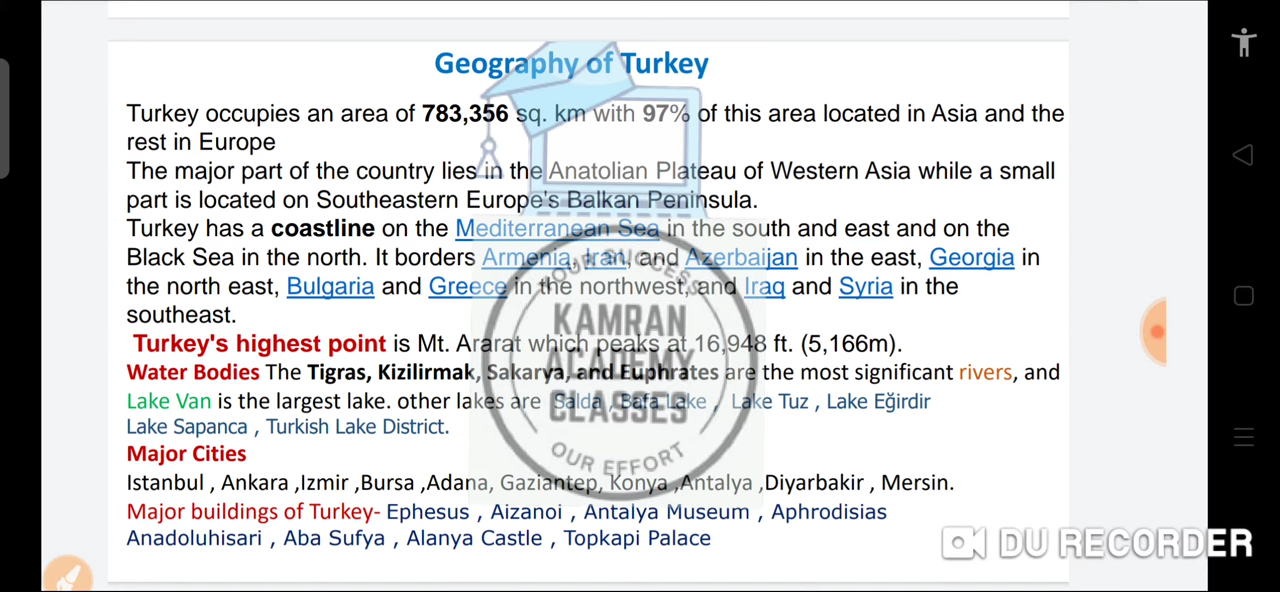 Geography of Turkey
Turkey occupies an area of 783,356 sq. km with 97% of this area located in Asia and the
rest in Europe
The major part of the country lies in the Anatolian Plateau of Western Asia while a small
part is located on Southeastern Europe's Balkan Peninsula.
Turkey has a coastline on the Mediterranean Sea in the south and east and on the
Black Sea in the north. It borders Armenia, Iran, and Azerbaijan in the east, Georgia in
the north east, Bulgaria and Greece in the northwest, and Iraq and Syria in the
southeast.
Turkey's highest point is Mt. Ararat which peaks at 16,948 ft. (5,166m).
Water Bodies The Tigras, Kizilirmak, Sakarya, and Euphrates are the most significant rivers, and
Lake Van is the largest lake. other lakes are Salda , Bafa Lake , Lake Tuz , Lake Eğirdir
Lake Sapanca , Turkish Lake District.
Major Cities
Istanbul , Ankara ,Izmir ,Bursa ,Adana, Gaziantep, Konya ,Antalya ,Diyarbakir , Mersin.
Major buildings of Turkey- Ephesus , Aizanoi , Antalya Museum , Aphrodisias
Anadoluhisari , Aba Sufya , Alanya Castle , Topkapi Palace
YOUR SUCCESS
KAMRAN
ACADEMY
CLASSES
OUR EFFORT
DU RECORDER